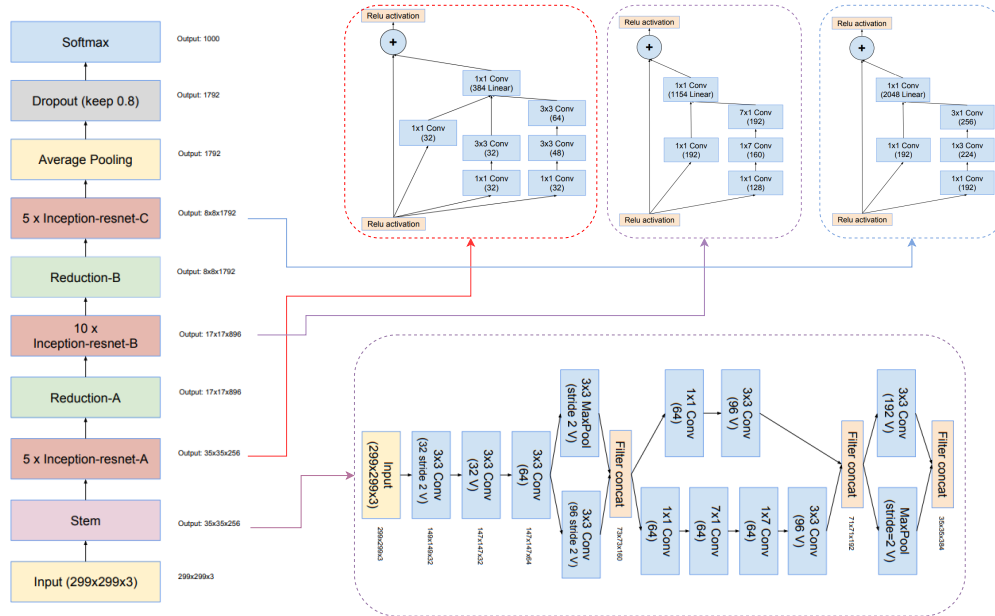 Softmax
Output: 1000
Dropout (keep 0.8)
Output: 1792
Average Pooling
Output: 1792
5 x Inception-resnet-C
Output: 8x8x1792
Reduction-B
Output: 8x8x1792
10 x
Inception-resnet-B
Output: 17x17x896
Reduction-A
Output: 17x17x896
5 x Inception-resnet-A
Output: 35x35x256
Stem
Output: 35x35x256
Input (299x299x3)
299x299x3
Relu activation
+
1x1 Conv
(384 Linear)
1x1 Conv
(32)
3x3 Conv
(32)
1x1 Conv
(32)
3x3 Conv
(64)
3x3 Conv
(48)
1x1 Conv
(32)
Relu activation
Relu activation
+
1x1 Conv
(1154 Linear)
1x1 Conv
(192)
7x1 Conv
(192)
1x7 Conv
(160)
1x1 Conv
(128)
Relu activation
Relu activation
+
1x1 Conv
(2048 Linear)
1x1 Conv
(192)
3x1 Conv
(256)
1x3 Conv
(224)
1x1 Conv
(192)
Relu activation
Input
(299x299x3)
299x299x3
3x3 Conv
(32 stride 2 V)
149x149x32
3x3 Conv
(32 V)
147x147x32
3x3 Conv
(64)
147x147x64
3x3 MaxPool
(stride 2 V)
3x3 Conv
(96 stride 2 V)
Filter concat
73x73x160
1x1 Conv
(64)
3x3 Conv
(96 V)
1x1 Conv
(64)
7x1 Conv
(64)
1x7 Conv
(64)
3x3 Conv
(96 V)
Filter concat
71x71x192
3x3 Conv
(192 V)
MaxPool
(stride=2 V)
Filter concat
35x35x384